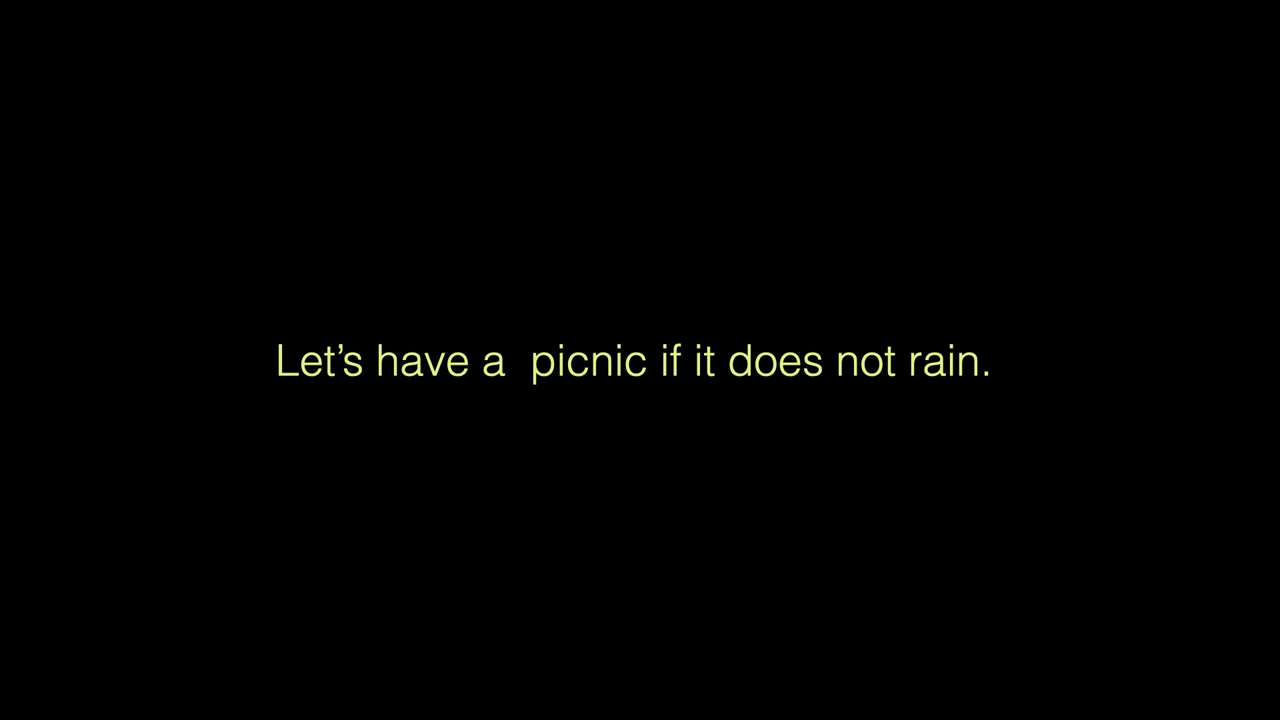 Let’s have a  picnic if it does not rain.